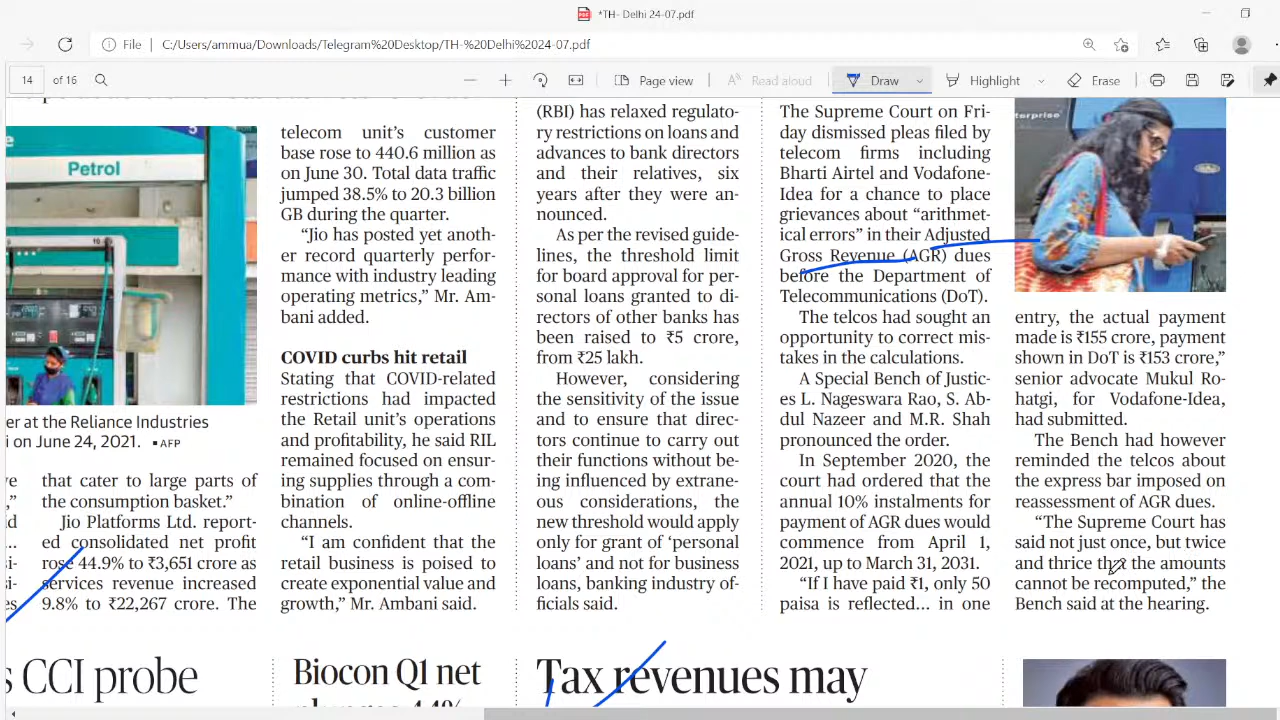 *TH- Delhi 24-07.pdf
File
C:/Users/ammua/Downloads/Telegram%20Desktop/TH-%20Delhi%2024-07.pdf
14 of 16
Page view
Read aloud
Draw
Highlight
Erase
5
Petrol
er at the Reliance Industries
i on June 24, 2021. ▪ AFP
that cater to large parts of
the consumption basket.”
Jio Platforms Ltd. report-
ed consolidated net profit
rose 44.9% to ₹3,651 crore as
services revenue increased
9.8% to ₹22,267 crore. The
telecom unit’s customer
base rose to 440.6 million as
on June 30. Total data traffic
jumped 38.5% to 20.3 billion
GB during the quarter.
“Jio has posted yet anoth-
er record quarterly perfor-
mance with industry leading
operating metrics,” Mr. Am-
bani added.
COVID curbs hit retail
Stating that COVID-related
restrictions had impacted
the Retail unit’s operations
and profitability, he said RIL
remained focused on ensur-
ing supplies through a com-
bination of online-offline
channels.
“I am confident that the
retail business is poised to
create exponential value and
growth,” Mr. Ambani said.
(RBI) has relaxed regulato-
ry restrictions on loans and
advances to bank directors
and their relatives, six
years after they were an-
nounced.
As per the revised guide-
lines, the threshold limit
for board approval for per-
sonal loans granted to di-
rectors of other banks has
been raised to ₹5 crore,
from ₹25 lakh.
However, considering
the sensitivity of the issue
and to ensure that direc-
tors continue to carry out
their functions without be-
ing influenced by extrane-
ous considerations, the
new threshold would apply
only for grant of ‘personal
loans’ and not for business
loans, banking industry of-
ficials said.
The Supreme Court on Fri-
day dismissed pleas filed by
telecom firms including
Bharti Airtel and Vodafone-
Idea for a chance to place
grievances about “arithmet-
ical errors” in their Adjusted
Gross Revenue (AGR) dues
before the Department of
Telecommunications (DoT).
The telcos had sought an
opportunity to correct mis-
takes in the calculations.
A Special Bench of Justic-
es L. Nageswara Rao, S. Ab-
dul Nazeer and M.R. Shah
pronounced the order.
In September 2020, the
court had ordered that the
annual 10% instalments for
payment of AGR dues would
commence from April 1,
2021, up to March 31, 2031.
“If I have paid ₹1, only 50
paisa is reflected... in one
erprise
entry, the actual payment
made is ₹155 crore, payment
shown in DoT is ₹153 crore,”
senior advocate Mukul Ro-
hatgi, for Vodafone-Idea,
had submitted.
The Bench had however
reminded the telcos about
the express bar imposed on
reassessment of AGR dues.
“The Supreme Court has
said not just once, but twice
and thrice that the amounts
cannot be recomputed,” the
Bench said at the hearing.
s CCI probe
Biocon Q1 net
Tax revenues may